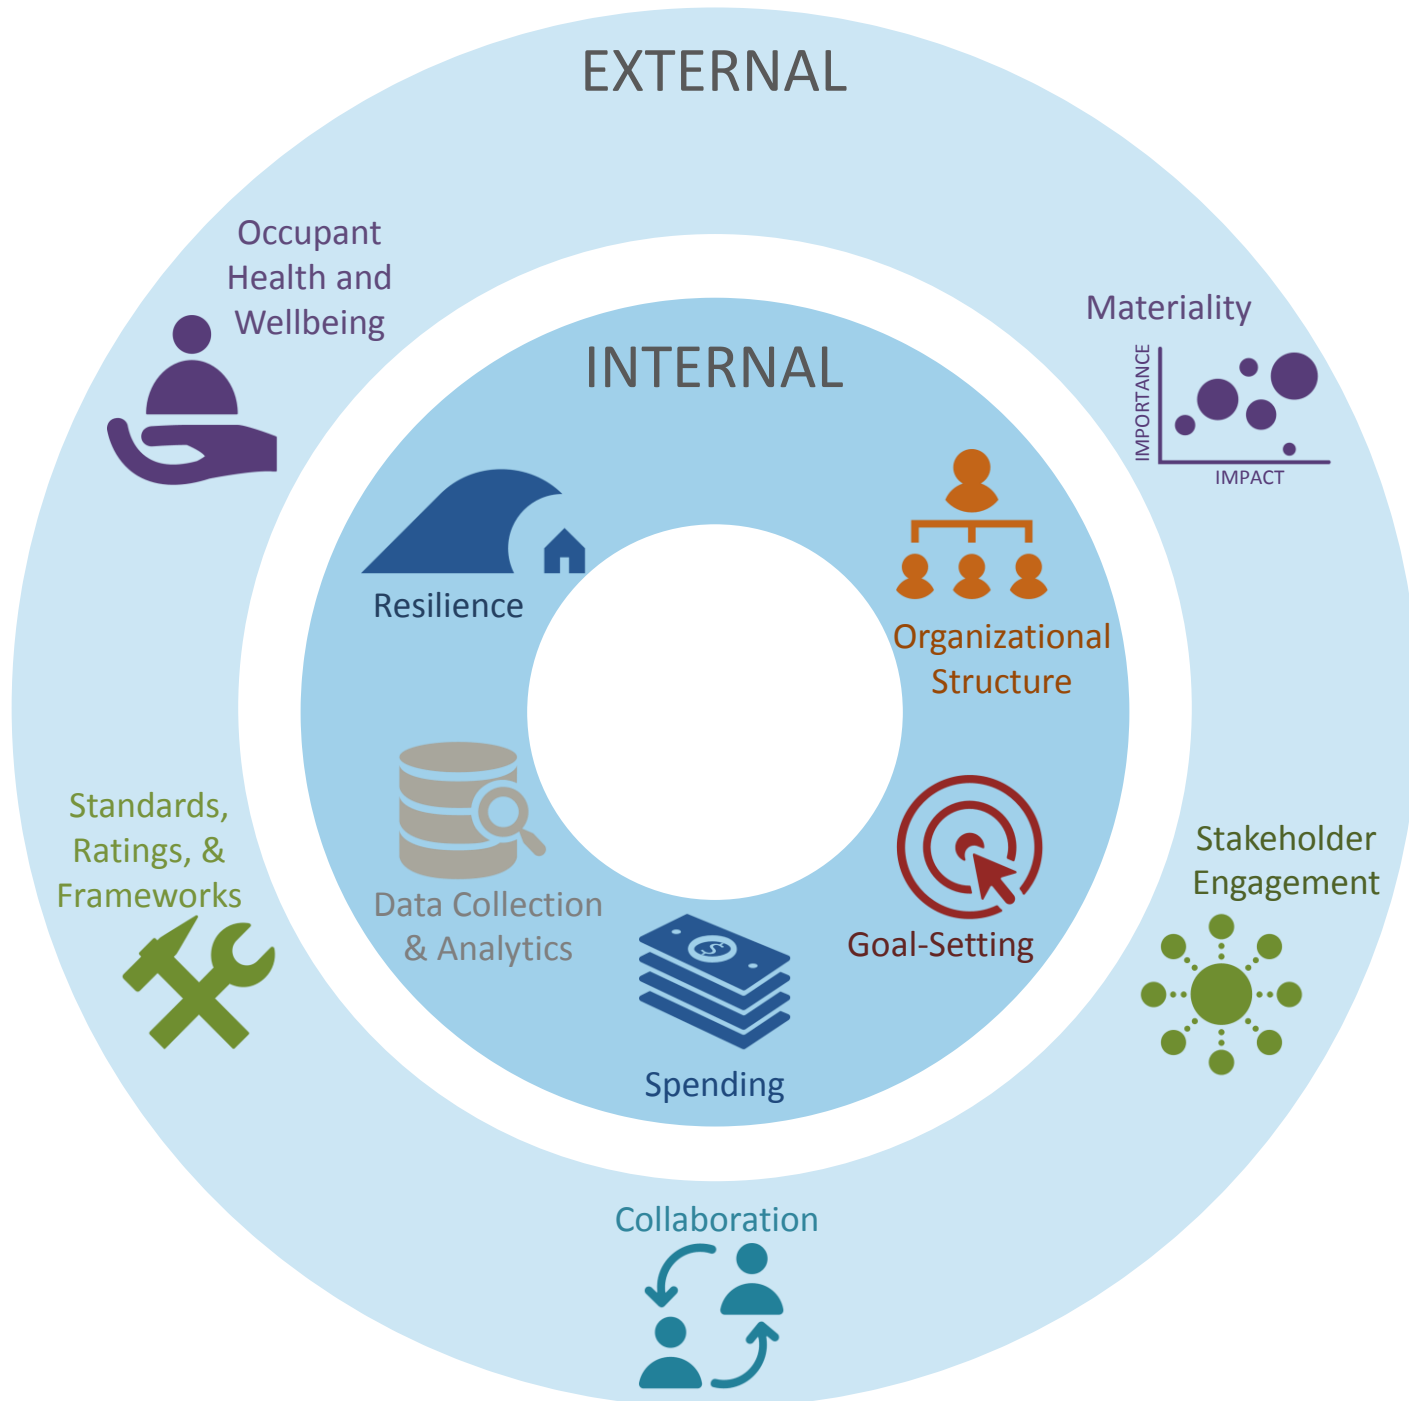 EXTERNAL
Occupant
Health and
Wellbeing
Materiality
IMPORTANCE
IMPACT
INTERNAL
Resilience
Organizational
Structure
Standards,
Ratings, &
Frameworks
Data Collection
& Analytics
$
Spending
Goal-Setting
Stakeholder
Engagement
Collaboration